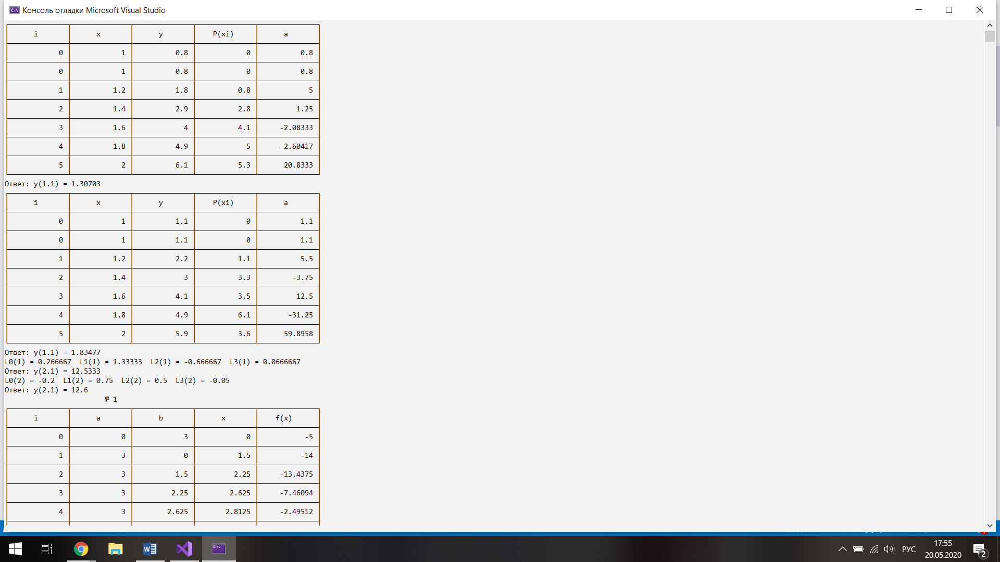 Консоль отладки Microsoft Visual Studio
i x y P(xi) a
0 1 0.8 0 0.8
0 1 0.8 0 0.8
1 1.2 1.8 0.8 5
2 1.4 2.9 2.8 1.25
3 1.6 4 4.1 -2.08333
4 1.8 4.9 5 -2.60417
5 2 6.1 5.3 20.8333
Ответ: y(1.1) = 1.30703
i x y P(xi) a
0 1 1.1 0 1.1
0 1 1.1 0 1.1
1 1.2 2.2 1.1 5.5
2 1.4 3 3.3 -3.75
3 1.6 4.1 3.5 12.5
4 1.8 4.9 6.1 -31.25
5 2 5.9 3.6 59.8958
Ответ: y(1.1) = 1.83477
L0(1) = 0.266667 L1(1) = 1.33333 L2(1) = -0.666667 L3(1) = 0.0666667
Ответ: y(2.1) = 12.5333
L0(2) = -0.2 L1(2) = 0.75 L2(2) = 0.5 L3(2) = -0.05
Ответ: y(2.1) = 12.6
№ 1
i a b x f(x)
0 0 3 0 -5
1 3 0 1.5 -14
2 3 1.5 2.25 -13.4375
3 3 2.25 2.625 -7.46094
4 3 2.625 2.8125 -2.49512
РУС
17:55
20.05.2020
2